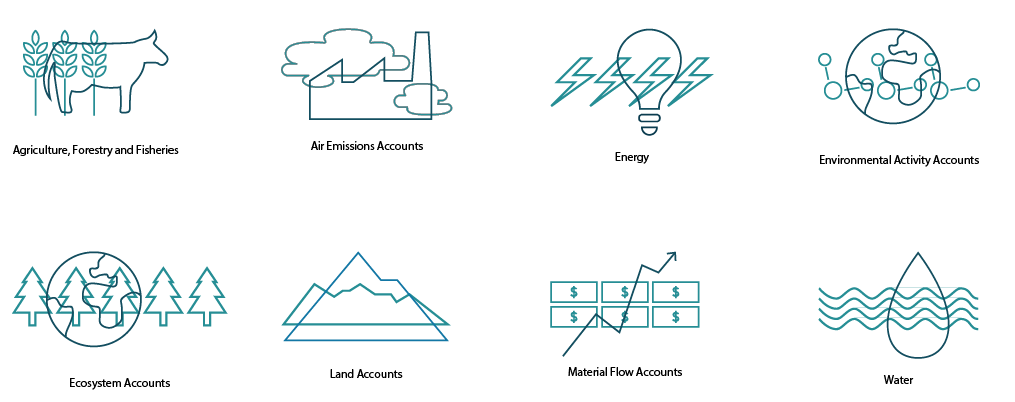 Agriculture, Forestry and Fisheries
Air Emissions Accounts
Energy
Environmental Activity Accounts
$ $ $
$ $ $
Ecosystem Accounts
Land Accounts
Material Flow Accounts
Water